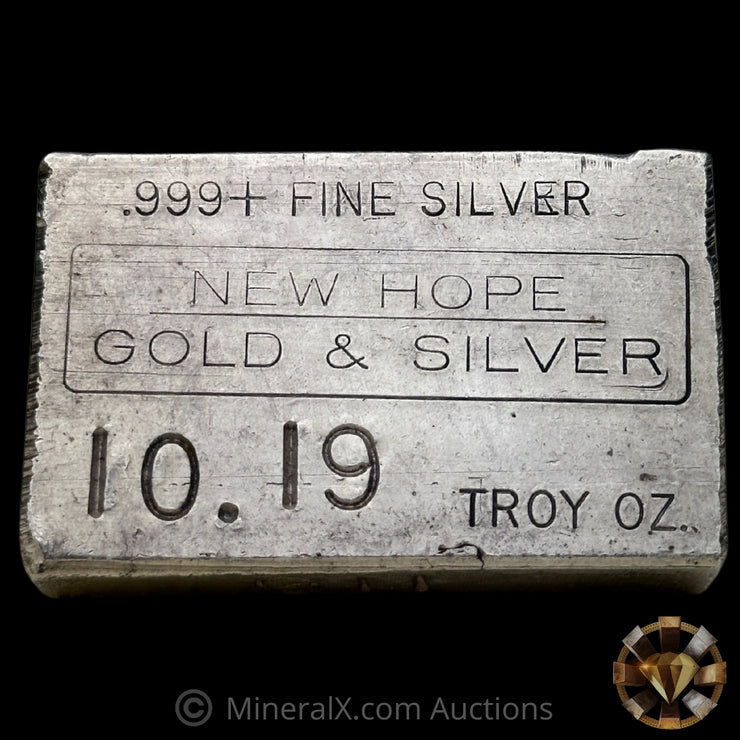 .999+ FINE SILVER
NEW HOPE
GOLD & SILVER
10.19 TROY OZ.
© MineralX.com Auctions